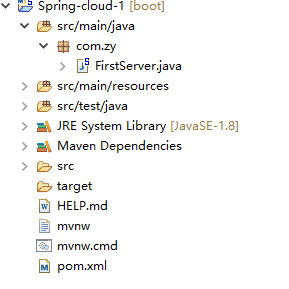 Spring-cloud-1 [boot]
src/main/java
com.zy
FirstServer.java
src/main/resources
src/test/java
JRE System Library [JavaSE-1.8]
Maven Dependencies
src
target
HELP.md
mvnw
mvnw.cmd
pom.xml